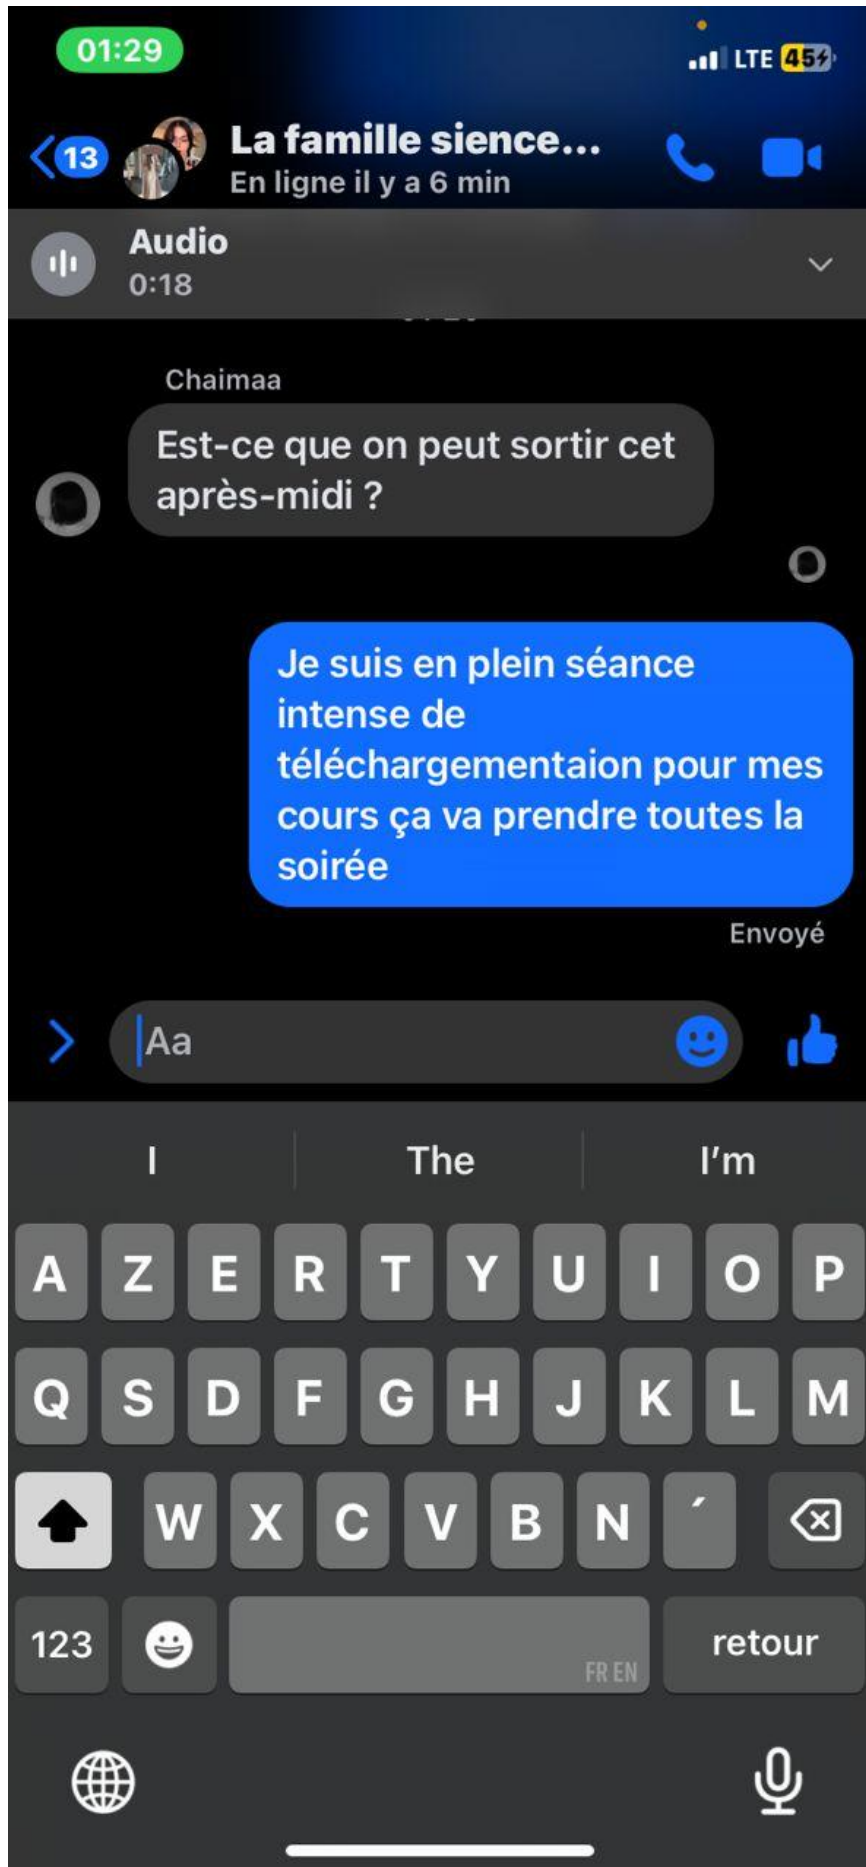 01:29
LTE 45
13
La famille sience...
En ligne il y a 6 min
Audio
0:18
Chaimaa
Est-ce que on peut sortir cet
après-midi ?
Je suis en plein séance
intense de
téléchargementaion pour mes
cours ça va prendre toutes la
soirée
Envoyé
Aa
I The I'm
A Z E R T Y U I O P
Q S D F G H J K L M
W X C V B N ´
123 retour
FR EN